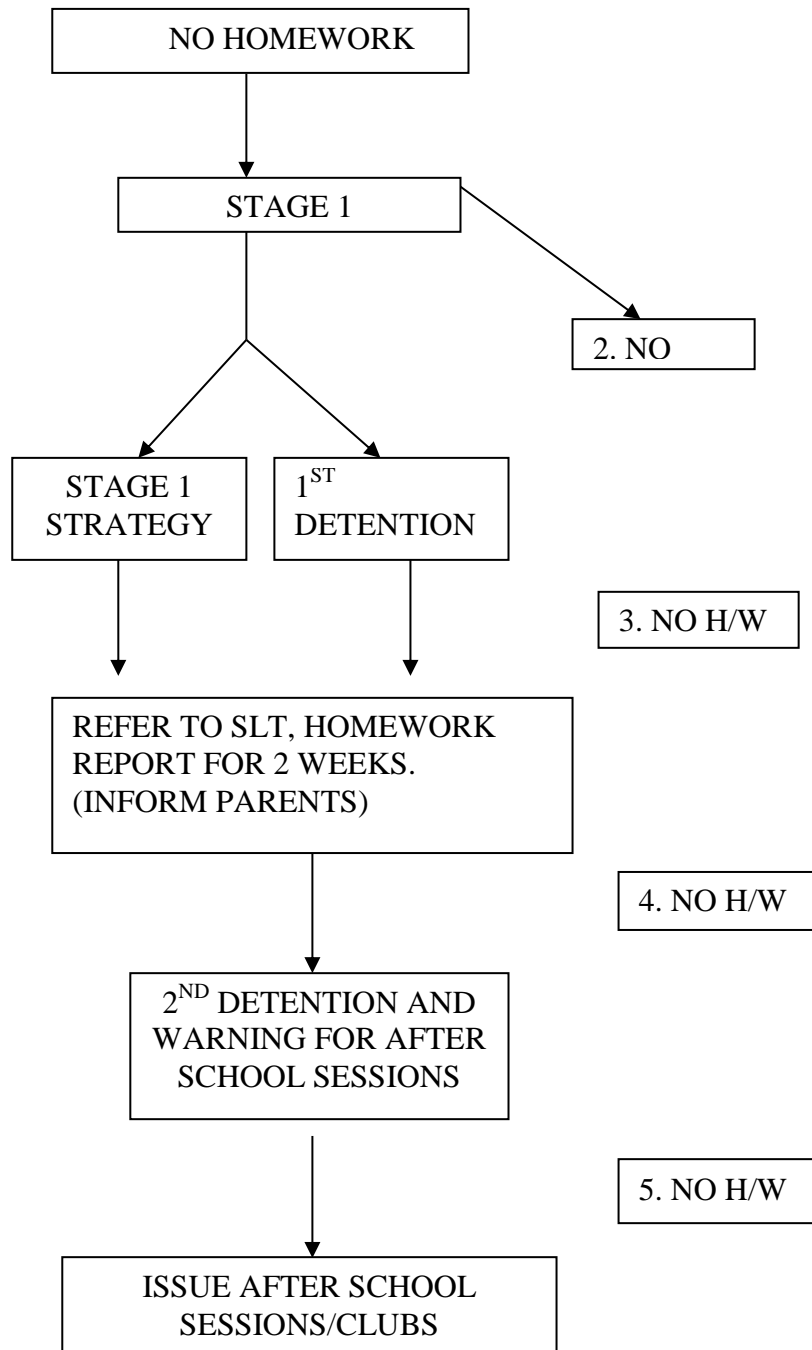 NO HOMEWORK
STAGE 1
2. NO
STAGE 1
STRATEGY
1ST
DETENTION
3. NO H/W
REFER TO SLT, HOMEWORK
REPORT FOR 2 WEEKS.
(INFORM PARENTS)
4. NO H/W
2ND DETENTION AND
WARNING FOR AFTER
SCHOOL SESSIONS
5. NO H/W
ISSUE AFTER SCHOOL
SESSIONS/CLUBS